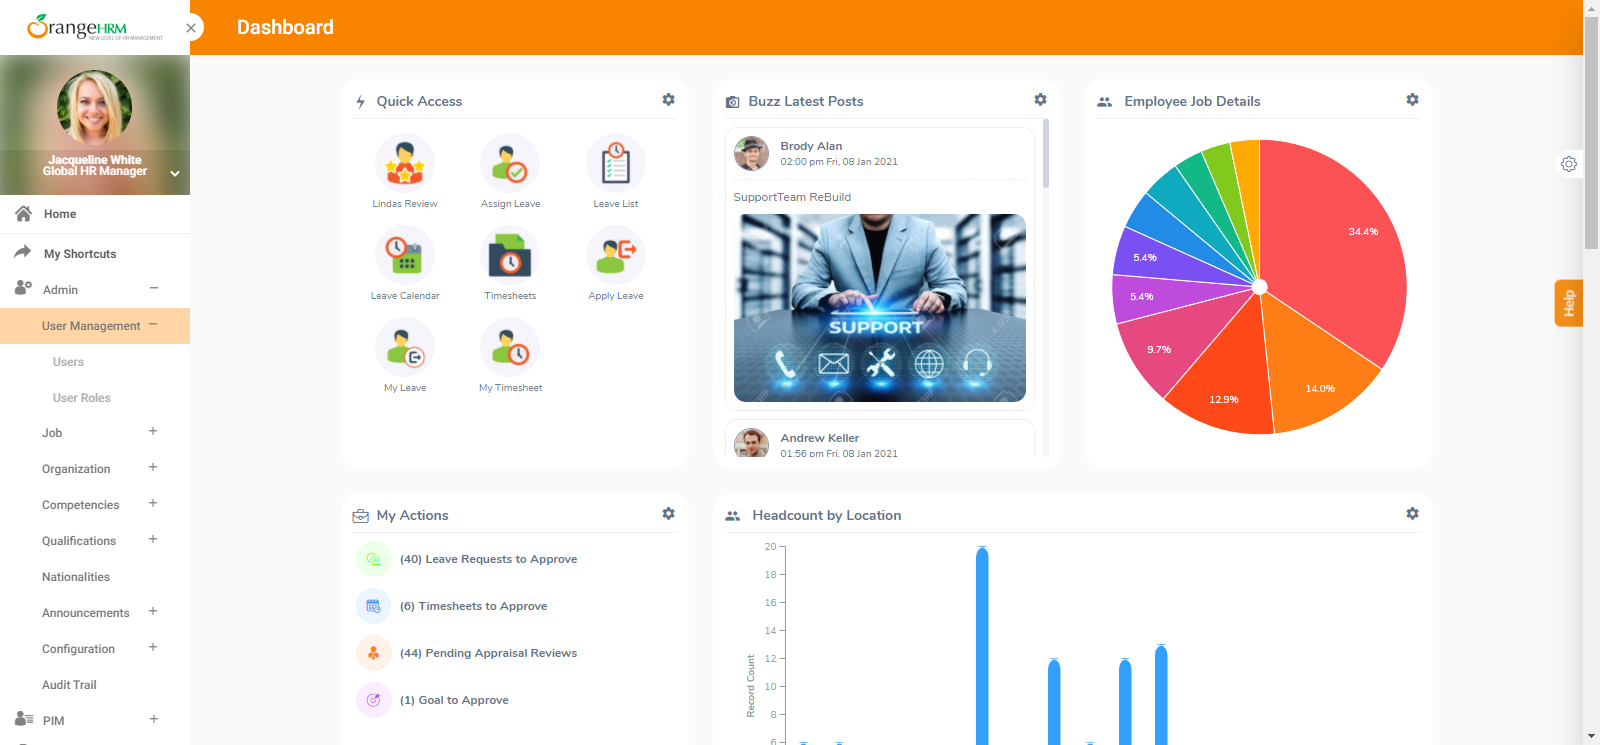 OrangeHRM
NEW LEVEL OF HR MANAGEMENT
Dashboard
Jacqueline White
Global HR Manager
Home
My Shortcuts
Admin
User Management
Users
User Roles
Job
Organization
Competencies
Qualifications
Nationalities
Announcements
Configuration
Audit Trail
PIM
Quick Access
Lindas Review
Assign Leave
Leave List
Leave Calendar
Timesheets
Apply Leave
My Leave
My Timesheet
Buzz Latest Posts
Brody Alan
02:00 pm Fri, 08 Jan 2021
SupportTeam ReBuild
SUPPORT
Andrew Keller
01:56 pm Fri, 08 Jan 2021
Employee Job Details
34.4%
5.4%
5.4%
9.7%
12.9%
14.0%
Help
My Actions
(40) Leave Requests to Approve
(6) Timesheets to Approve
(44) Pending Appraisal Reviews
(1) Goal to Approve
Headcount by Location
Record Count
20
18
16
14
12
10
8
6